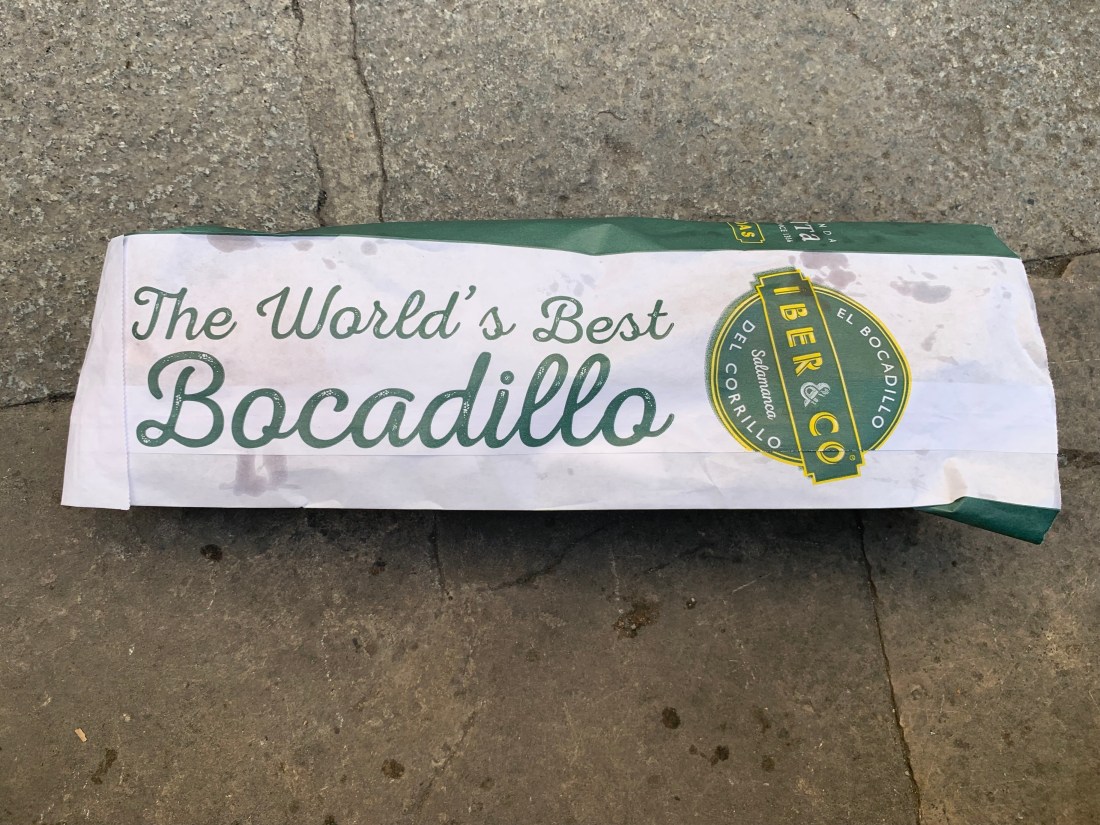 The World's Best
Bocadillo
IBER & CO
EL BOCADILLO
DEL CORRILLO
Salamanca